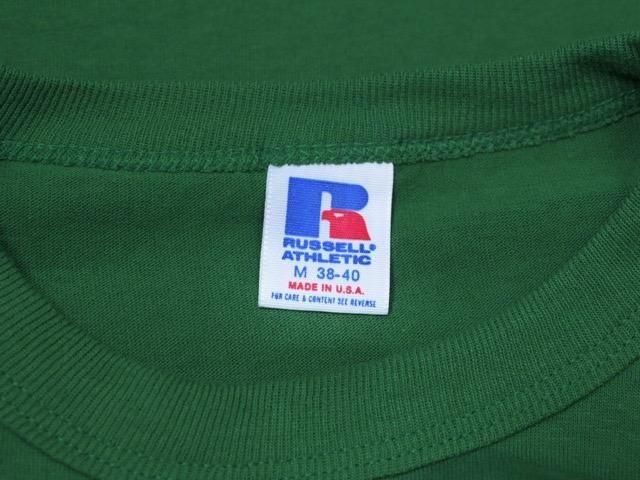 R
RUSSELL®
ATHLETIC
M 38-40
MADE IN U.S.A.
FOR CARE & CONTENT SEE REVERSE